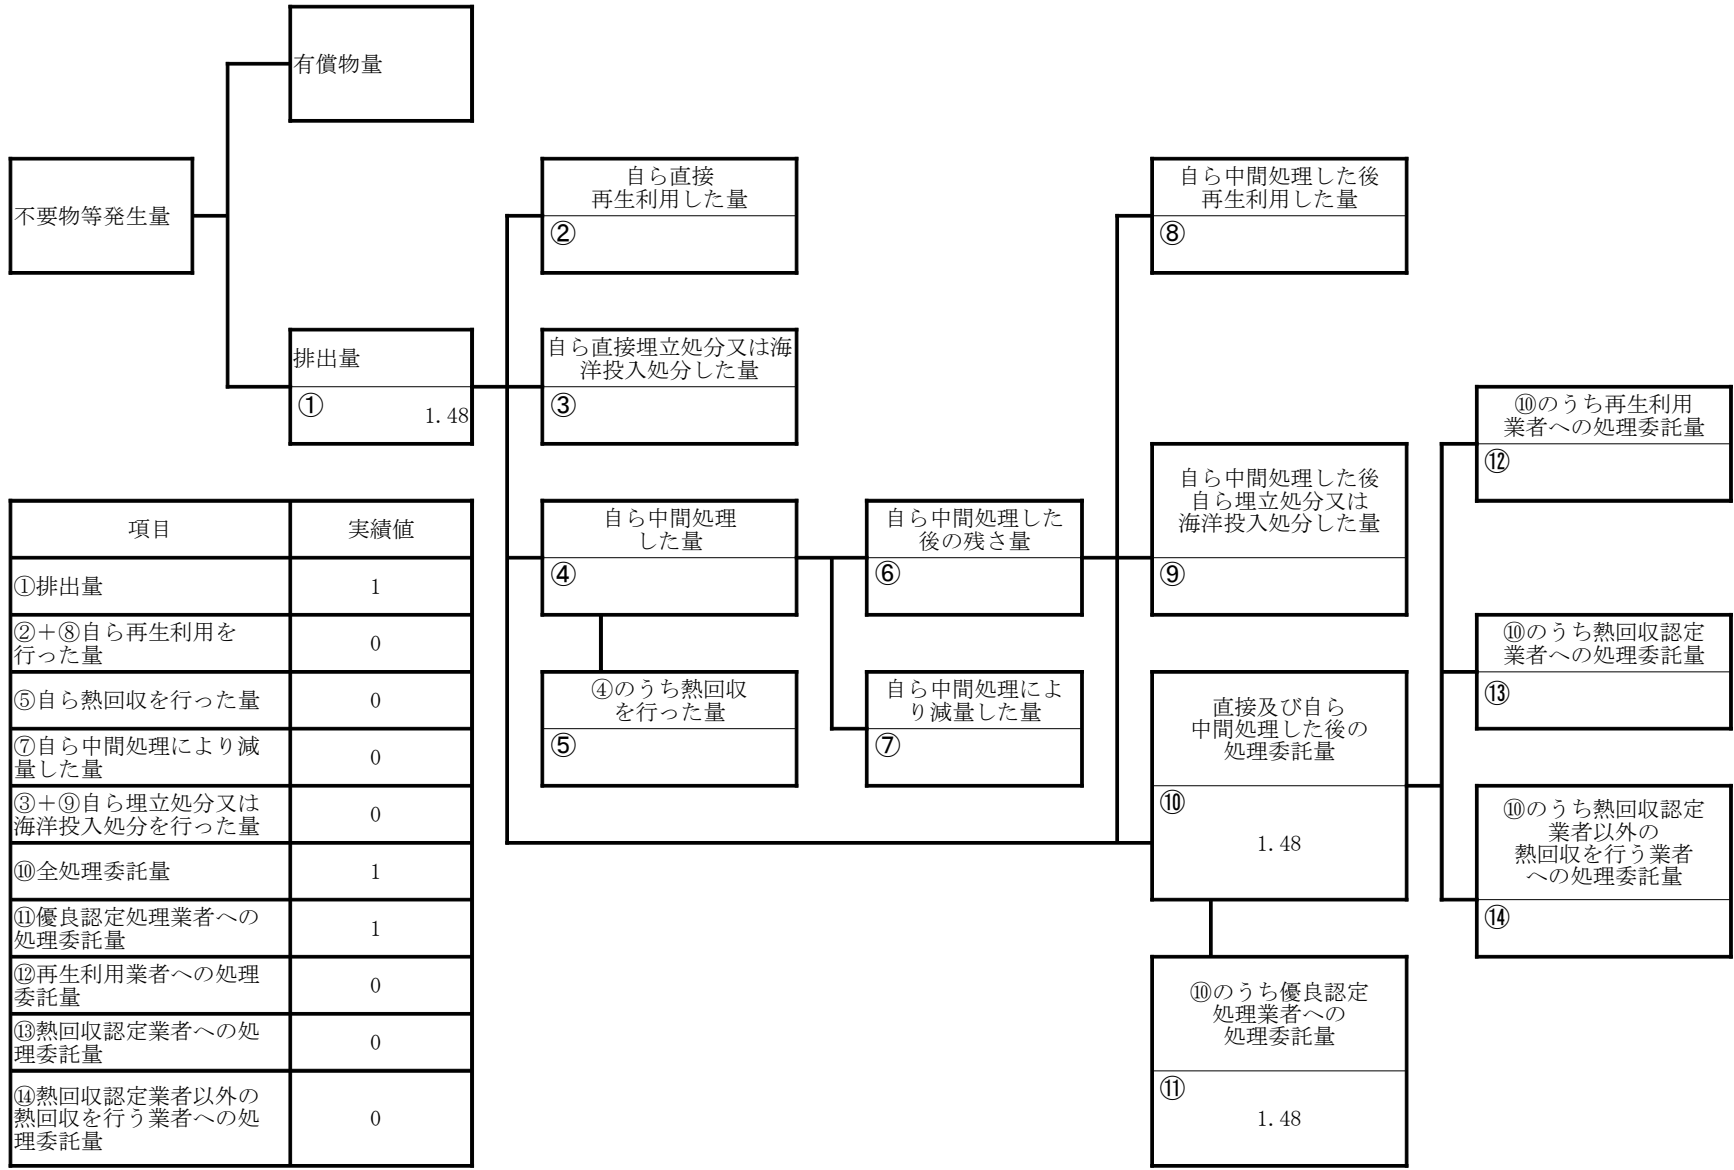 有償物量
不要物等発生量
自ら直接
再生利用した量
②
自ら中間処理した後
再生利用した量
⑧
排出量
①
1.48
自ら直接埋立処分又は海
洋投入処分した量
③
⑩のうち再生利用
業者への処理委託量
⑫
自ら中間処理
した量
④
自ら中間処理した
後の残さ量
⑥
自ら中間処理した後
自ら埋立処分又は
海洋投入処分した量
⑨
⑩のうち熱回収認定
業者への処理委託量
⑬
④のうち熱回収
を行った量
⑤
自ら中間処理によ
り減量した量
⑦
直接及び自ら
中間処理した後の
処理委託量
⑩
1.48
⑩のうち熱回収認定
業者以外の
熱回収を行う業者
への処理委託量
⑭
⑩のうち優良認定
処理業者への
処理委託量
⑪
1.48
項目 実績値
①排出量 1
②＋⑧自ら再生利用を
行った量 0
⑤自ら熱回収を行った量 0
⑦自ら中間処理により減
量した量 0
③＋⑨自ら埋立処分又は
海洋投入処分を行った量 0
⑩全処理委託量 1
⑪優良認定処理業者への
処理委託量 1
⑫再生利用業者への処理
委託量 0
⑬熱回収認定業者への処
理委託量 0
⑭熱回収認定業者以外の
熱回収を行う業者への処
理委託量 0